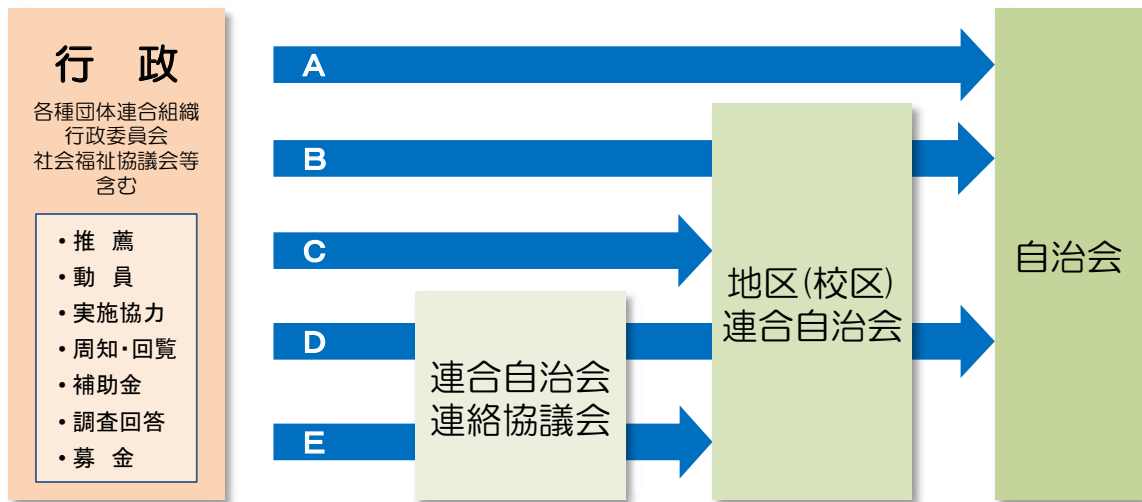 行　政
各種団体連合組織
行政委員会
社会福祉協議会等
含む
・推　薦
・動　員
・実施協力
・周知・回覧
・補助金
・調査回答
・募　金
A
B
C
D
E
連合自治会
連絡協議会
地区(校区)
連合自治会
自治会